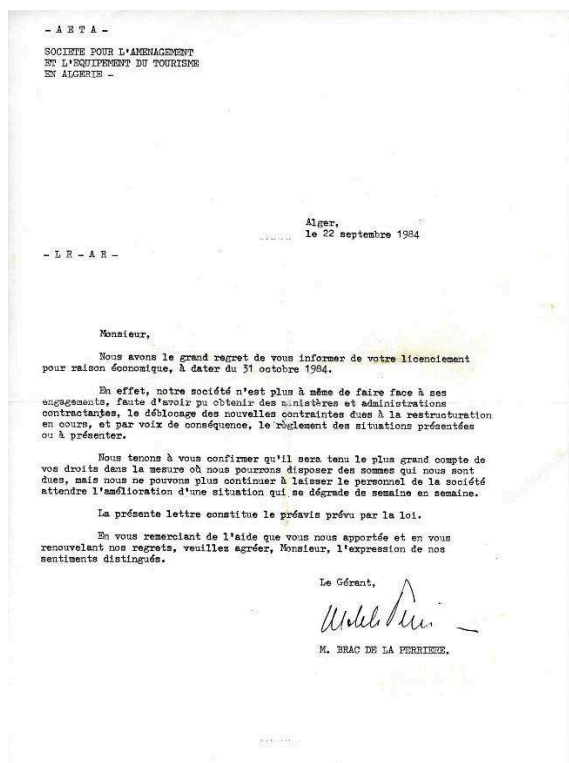 - A E T A -
SOCIETE POUR L'AMENAGEMENT
ET L'EQUIPEMENT DU TOURISME
EN ALGERIE -
Alger,
le 22 septembre 1984
- L R - A R -
Monsieur,
Nous avons le grand regret de vous informer de votre licenciement
pour raison économique, à dater du 31 octobre 1984.
En effet, notre société n'est plus à même de faire face à ses
engagements, faute d'avoir pu obtenir des ministères et administrations
contractantes, le déblocage des nouvelles contraintes dues à la restructuration
en cours, et par voix de conséquence, le règlement des situations présentées
ou à présenter.
Nous tenons à vous confirmer qu'il sera tenu le plus grand compte de
vos droits dans la mesure où nous pourrons disposer des sommes qui nous sont
dues, mais nous ne pouvons plus continuer à laisser le personnel de la société
attendre l'amélioration d'une situation qui se dégrade de semaine en semaine.
La présente lettre constitue le préavis prévu par la loi.
En vous remerciant de l'aide que vous nous apportée et en vous
renouvelant nos regrets, veuillez agréer, Monsieur, l'expression de nos
sentiments distingués.
Le Gérant,
M. BRAC DE LA PERRIERE.